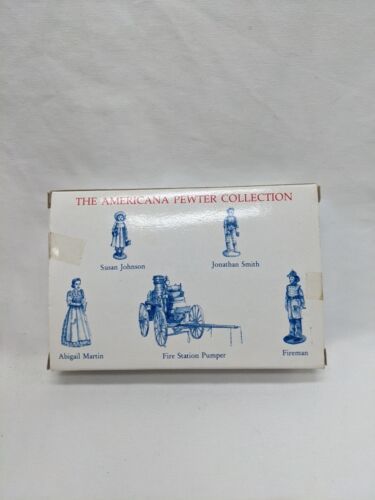 THE AMERICANA PEWTER COLLECTION
Susan Johnson
Jonathan Smith
Abigail Martin
Fire Station Pumper
Fireman